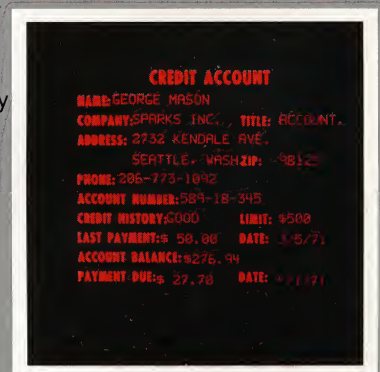 y
CREDIT ACCOUNT
NAME: GEORGE MASON
COMPANY: SPARKS INC., TITLE: ACCOUNT.
ADDRESS: 2732 KENDALE AVE.
SEATTLE, WASH ZIP: 98125
PHONE: 206-773-1092
ACCOUNT NUMBER: 589-18-345
CREDIT HISTORY: GOOD LIMIT: $500
LAST PAYMENT: $ 50.00 DATE: 3/5/71
ACCOUNT BALANCE: $276.94
PAYMENT DUE: $ 27.70 DATE: